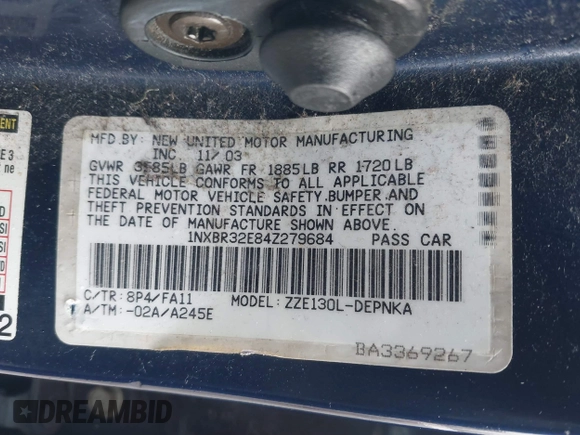 MFD.BY: NEW UNITED MOTOR MANUFACTURING
INC. 11/03
GVWR 3585LB GAWR FR 1885LB RR 1720LB
THIS VEHICLE CONFORMS TO ALL APPLICABLE
FEDERAL MOTOR VEHICLE SAFETY,BUMPER,AND
THEFT PREVENTION STANDARDS IN EFFECT ON
THE DATE OF MANUFACTURE SHOWN ABOVE.
1NXBR32E84Z279684 PASS CAR
C/TR: 8P4/FA11 MODEL: ZZE130L-DEPNKA
A/TM: -02A/A245E
BA3369267
DREAMBID